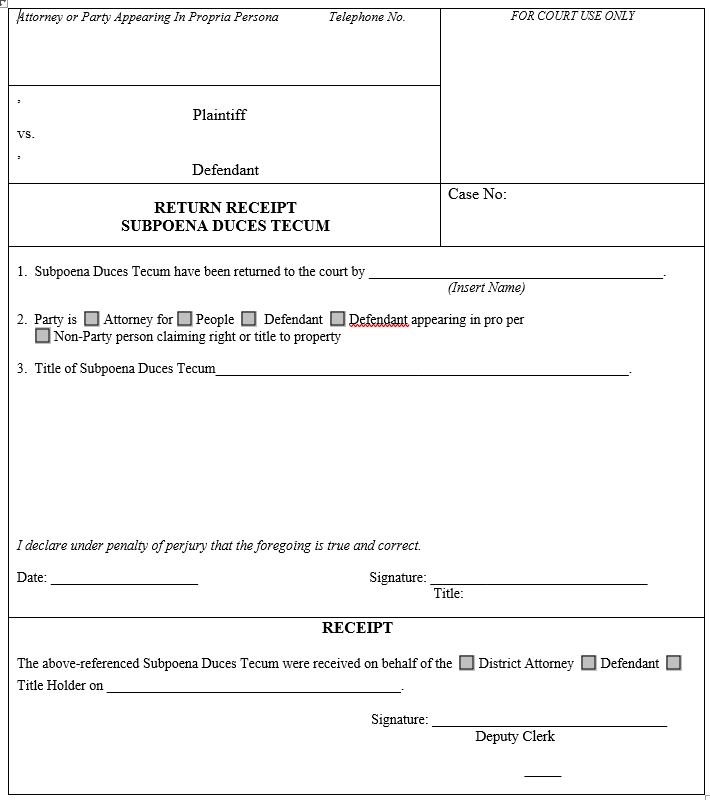 Attorney or Party Appearing In Propria Persona Telephone No.
FOR COURT USE ONLY
,
Plaintiff
vs.
,
Defendant
RETURN RECEIPT
SUBPOENA DUCES TECUM
Case No:
1. Subpoena Duces Tecum have been returned to the court by ____________________.
(Insert Name)
2. Party is Attorney for People Defendant Defendant appearing in pro per
Non-Party person claiming right or title to property
3. Title of Subpoena Duces Tecum____________________.
I declare under penalty of perjury that the foregoing is true and correct.
Date: ____________________ Signature: ____________________
Title:
RECEIPT
The above-referenced Subpoena Duces Tecum were received on behalf of the District Attorney Defendant
Title Holder on ____________________.
Signature: ____________________
Deputy Clerk
_____